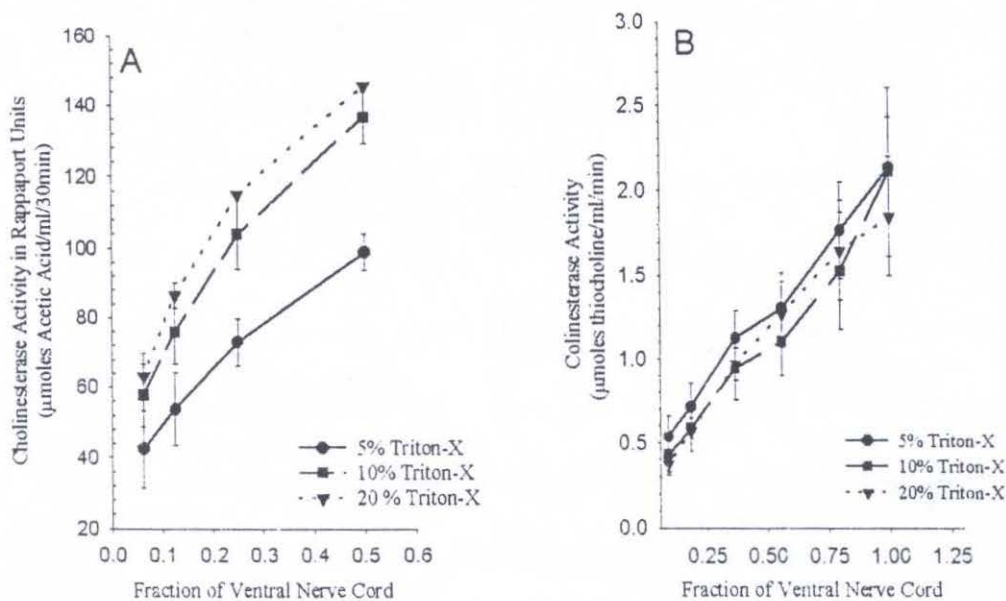 A
Cholinesterase Activity in Rappaport Units
(μmoles Acetic Acid/ml/30min)
160
140
120
100
80
60
40
20
0.0 0.1 0.2 0.3 0.4 0.5 0.6
Fraction of Ventral Nerve Cord
5% Triton-X
10% Triton-X
20 % Triton-X
B
Colinesterase Activity
(μmoles thiocholine/ml/min)
3.0
2.5
2.0
1.5
1.0
0.5
0.0
0.25 0.50 0.75 1.00 1.25
Fraction of Ventral Nerve Cord
5% Triton-X
10% Triton-X
20% Triton-X